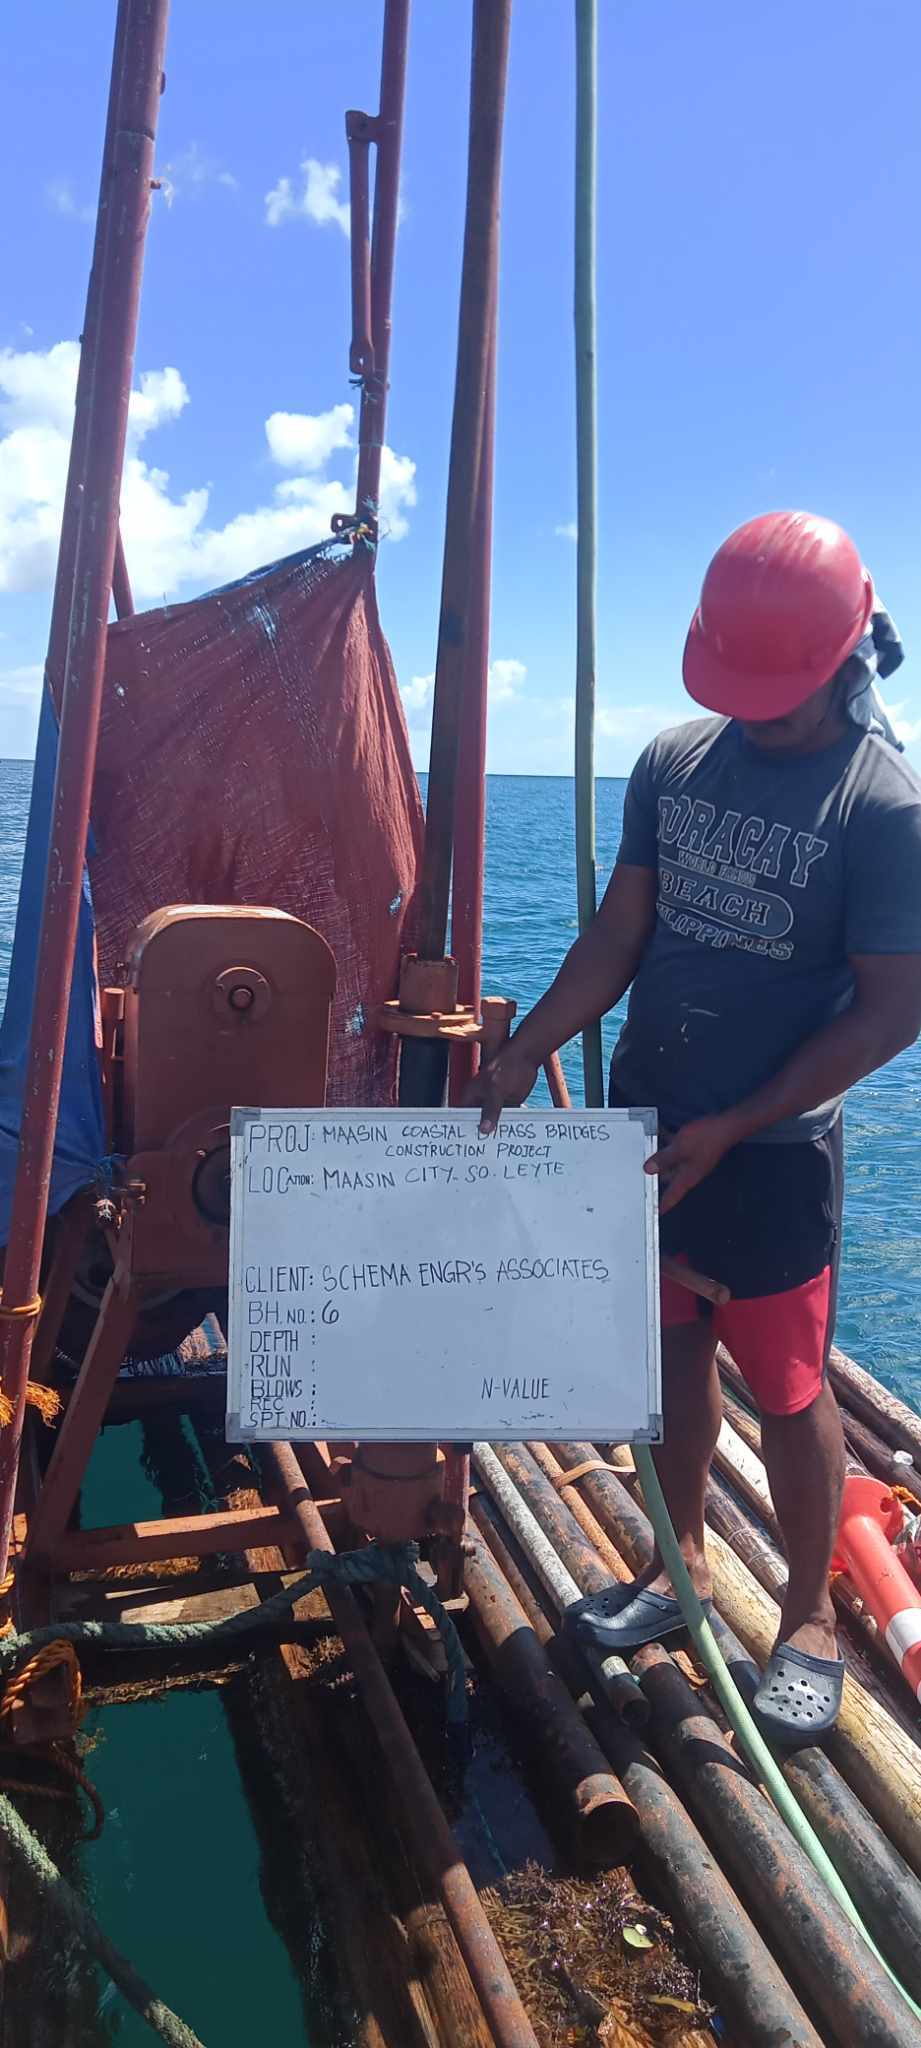 BORACAY
WORLD FAMOUS
BEACH
PHILIPPINES
PROJ: MAASIN COASTAL BYPASS BRIDGES
CONSTRUCTION PROJECT
LOCATION: MAASIN CITY. SO. LEYTE
CLIENT: SCHEMA ENGR'S ASSOCIATES
BH. NO.: 6
DEPTH :
RUN :
BLOWS : N-VALUE
REC :
SPT NO.: